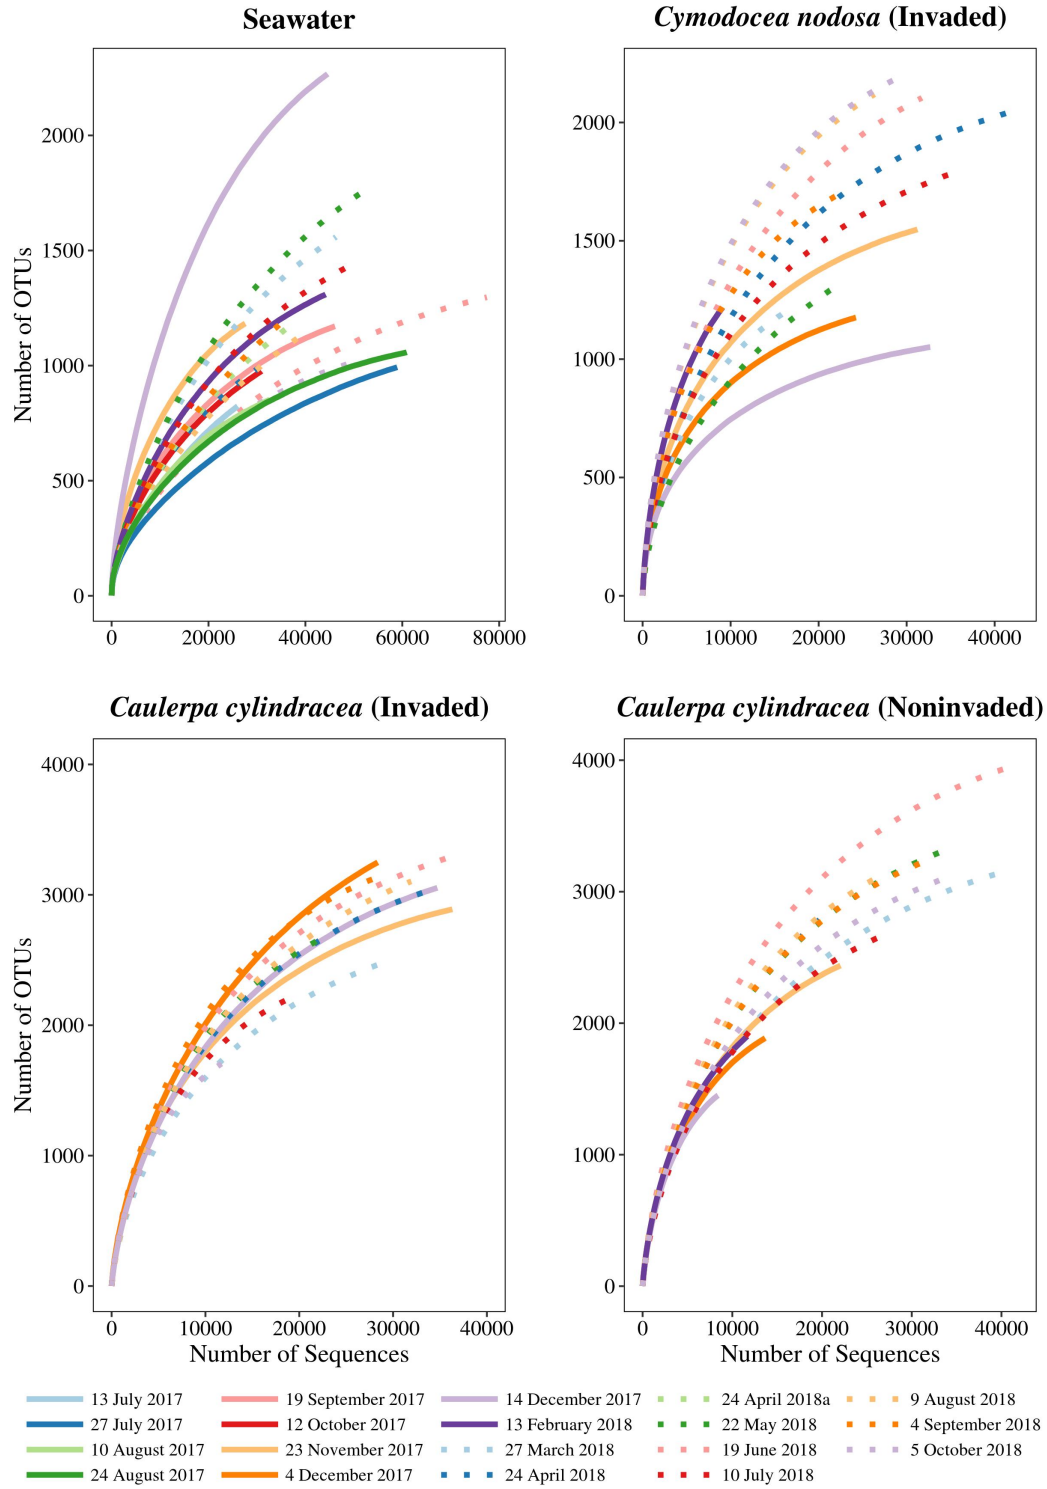 Seawater
Cymodocea nodosa (Invaded)
Number of OTUs
2000
1500
1000
500
0
0 20000 40000 60000 80000
2000
1500
1000
500
0
0 10000 20000 30000 40000
Caulerpa cylindracea (Invaded)
Caulerpa cylindracea (Noninvaded)
Number of OTUs
4000
3000
2000
1000
0
0 10000 20000 30000 40000
Number of Sequences
4000
3000
2000
1000
0
0 10000 20000 30000 40000
Number of Sequences
13 July 2017 19 September 2017 14 December 2017 24 April 2018a 9 August 2018
27 July 2017 12 October 2017 13 February 2018 22 May 2018 4 September 2018
10 August 2017 23 November 2017 27 March 2018 19 June 2018 5 October 2018
24 August 2017 4 December 2017 24 April 2018 10 July 2018